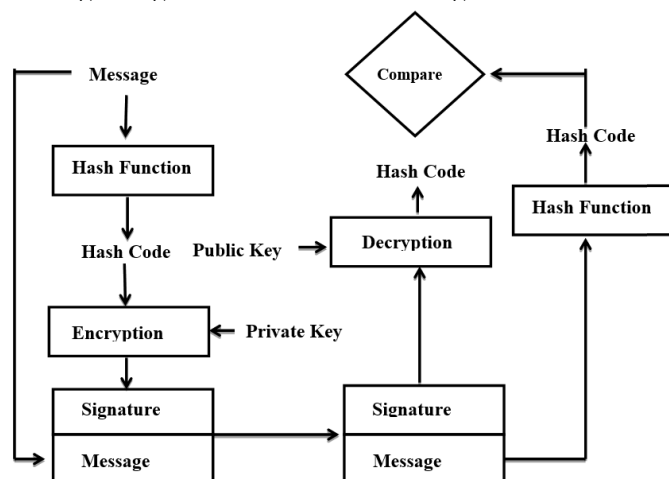 Message
Hash Function
Hash Code
Encryption
Private Key
Signature
Message
Compare
Hash Code
Public Key
Decryption
Signature
Message
Hash Code
Hash Function